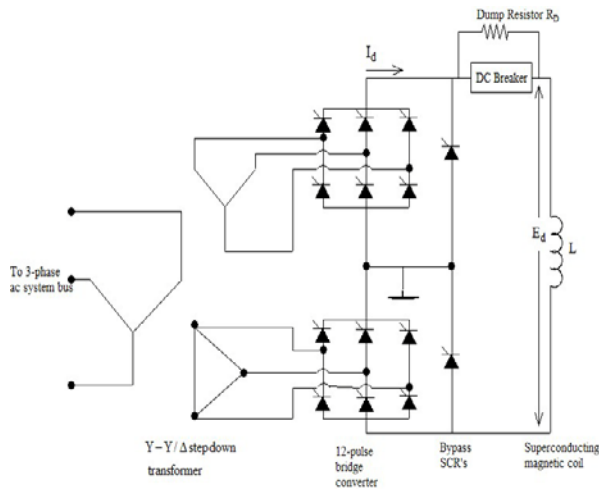 Dump Resistor R_D
I_d
DC Breaker
To 3-phase
ac system bus
E_d
L
Y – Y / Δ stepdown
transformer
12-pulse
bridge
converter
Bypass
SCR's
Superconducting
magnetic coil